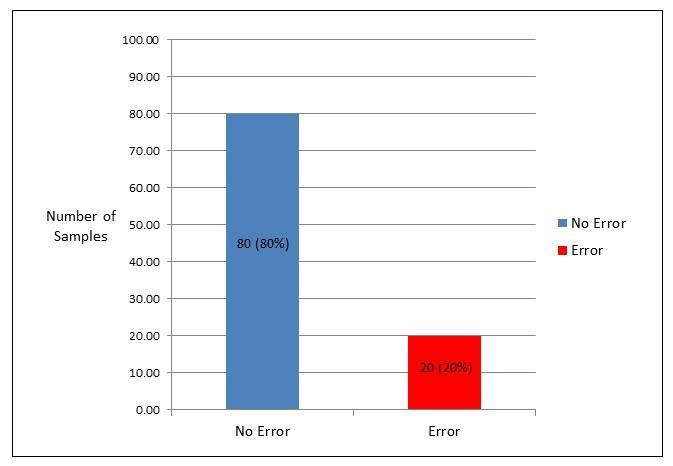 100.00
90.00
80.00
70.00
60.00
50.00
40.00
30.00
20.00
10.00
0.00
Number of
Samples
80 (80%)
20 (20%)
No Error
Error
No Error
Error